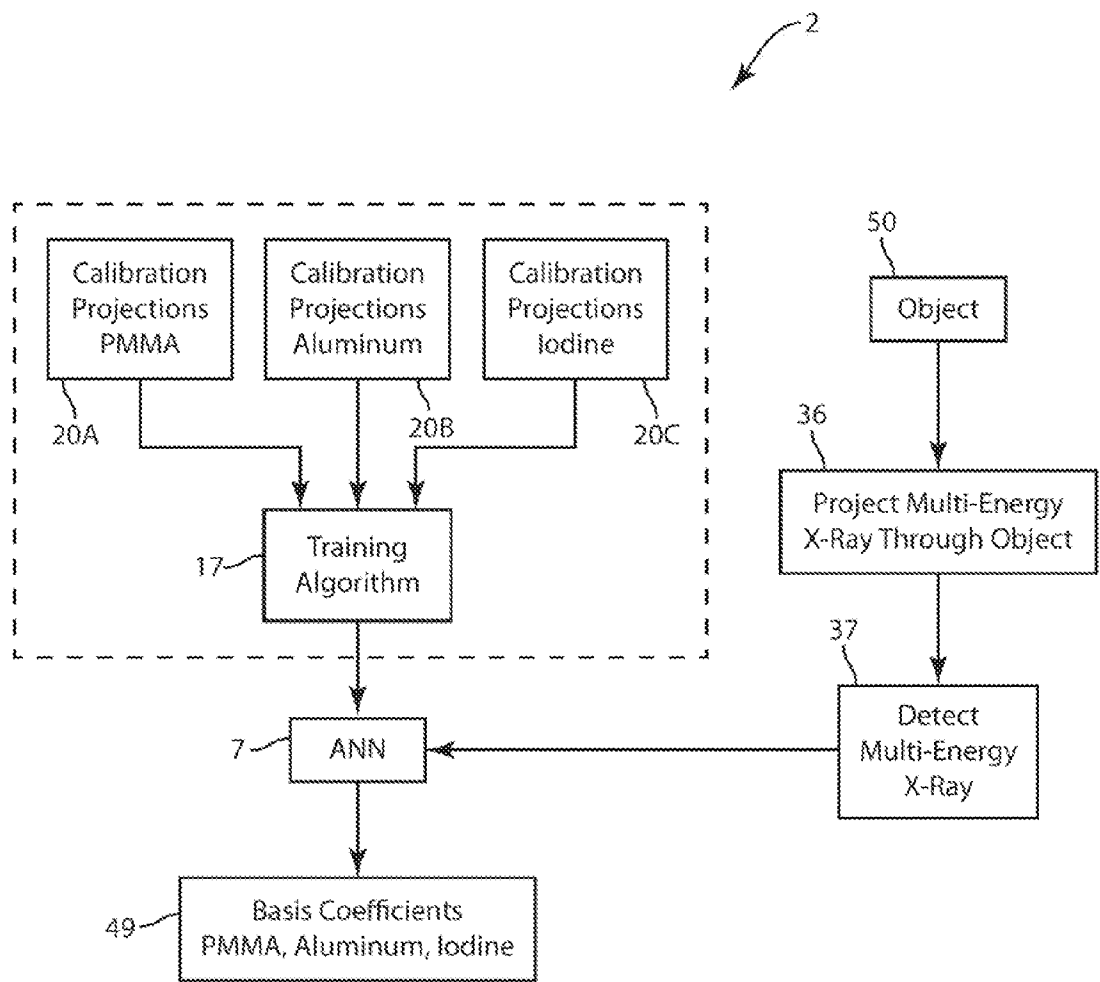 2
Calibration
Projections
PMMA
20A
Calibration
Projections
Aluminum
20B
Calibration
Projections
Iodine
20C
17
Training
Algorithm
7
ANN
49
Basis Coefficients
PMMA, Aluminum, Iodine
50
Object
36
Project Multi-Energy
X-Ray Through Object
37
Detect
Multi-Energy
X-Ray